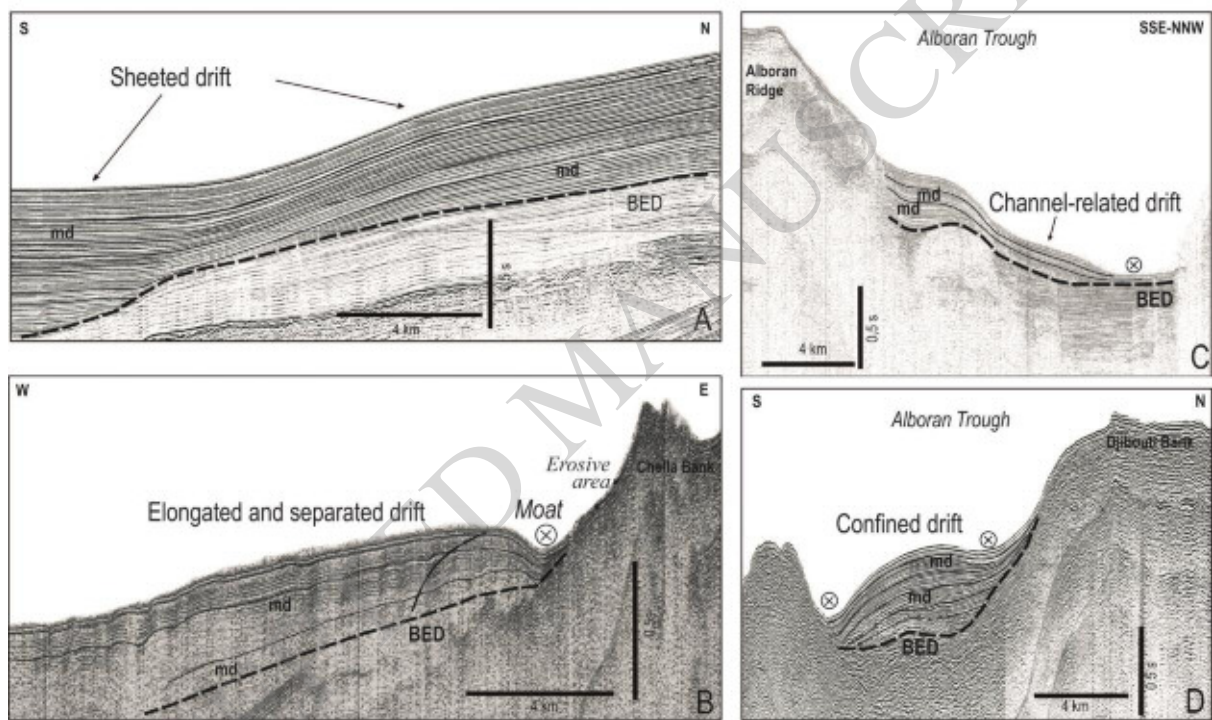 S
N
Sheeted drift
md
md
BED
4 km
A
SSE-NNW
Alboran Trough
Alboran
Ridge
md
md
Channel-related drift
BED
4 km
0,5 s
C
W
E
Chella Bank
Erosive
area
Elongated and separated drift
Moat
md
BED
md
4 km
B
S
N
Alboran Trough
Djibouti Bank
Confined drift
md
md
BED
4 km
0,5 s
D